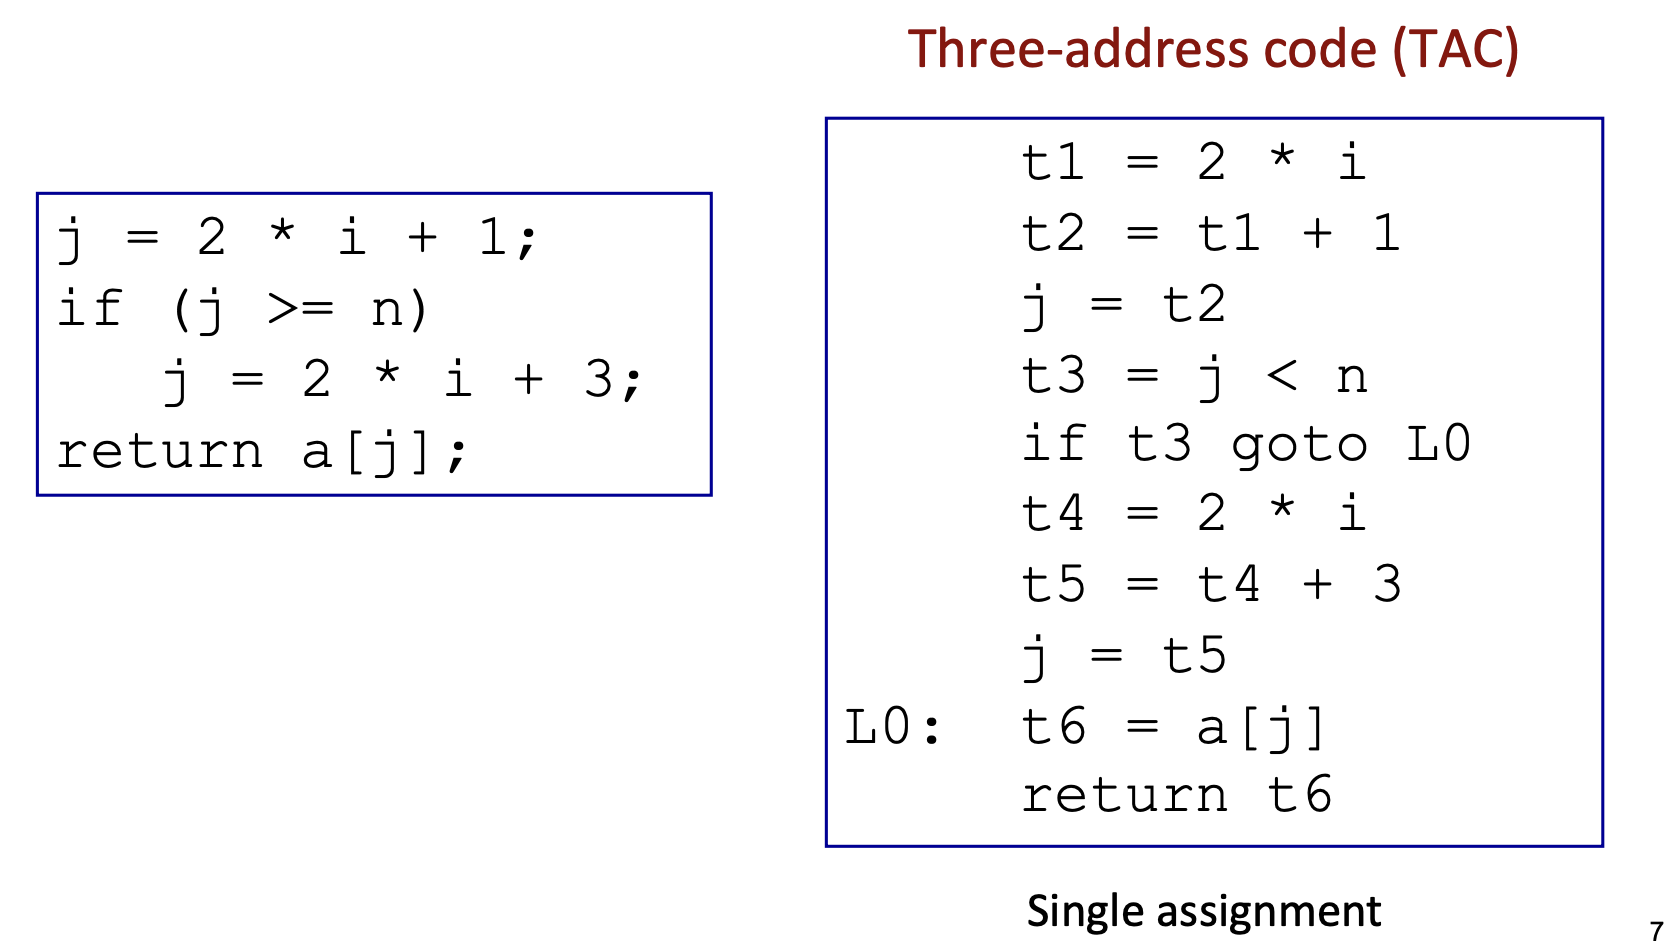 Three-address code (TAC)
j = 2 * i + 1;
if (j >= n)
   j = 2 * i + 3;
return a[j];
t1 = 2 * i
t2 = t1 + 1
j = t2
t3 = j < n
if t3 goto L0
t4 = 2 * i
t5 = t4 + 3
j = t5
L0:  t6 = a[j]
return t6
Single assignment
7